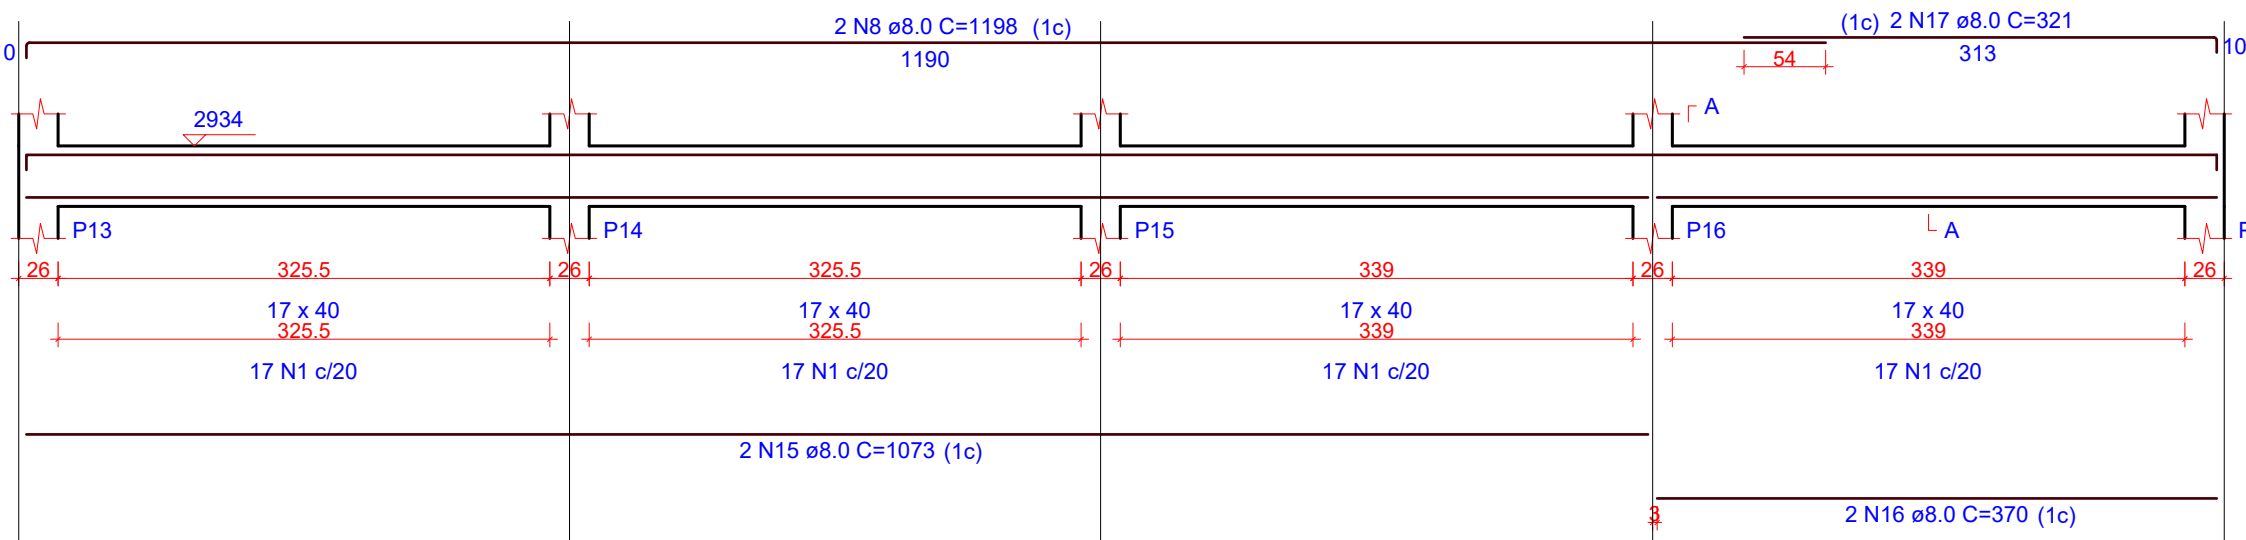 2 N8 ø8.0 C=1198 (1c)
(1c) 2 N17 ø8.0 C=321
0
1190
54
313
10
2934
A
P13
P14
P15
P16
A
26
325.5
26
325.5
26
339
26
339
26
17 x 40
17 x 40
17 x 40
17 x 40
325.5
325.5
339
339
17 N1 c/20
17 N1 c/20
17 N1 c/20
17 N1 c/20
2 N15 ø8.0 C=1073 (1c)
3
2 N16 ø8.0 C=370 (1c)